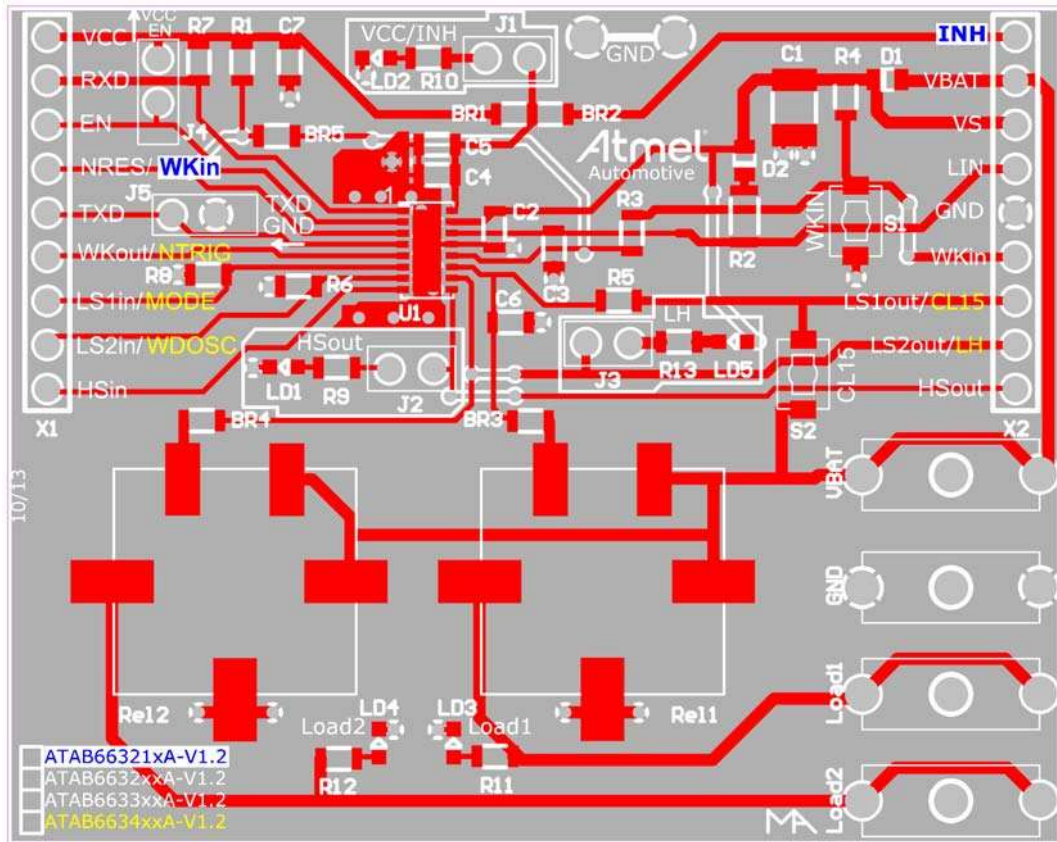 VCC
VCC
EN
R7
R1
C7
VCC/INH
J1
LD2
R10
GND
INH
C1
R4
D1
VBAT
RXD
BR1
BR2
VS
EN
J4
BR5
C5
Atmel
Automotive
D2
LIN
NRES/ WKin
C4
1
J5
TXD
TXD
GND
C2
R3
WKIN
S1
GND
WKout/NTRIG
R8
R6
C3
R2
WKin
R5
LS1in/MODE
U1
C6
LH
LS1out/CL15
LS2in/WDOSC
HSout
J3
R13
LD5
CL15
LS2out/LH
LD1
R9
J2
HSin
HSout
X1
BR4
BR3
S2
X2
10/13
VBAT
GND
Load1
Rel2
Load2
LD4
LD3
Load1
Rel1
R12
R11
ATAB66321xA-V1.2
ATAB6632xxA-V1.2
ATAB6633xxA-V1.2
ATAB6634xxA-V1.2
MA
Load2